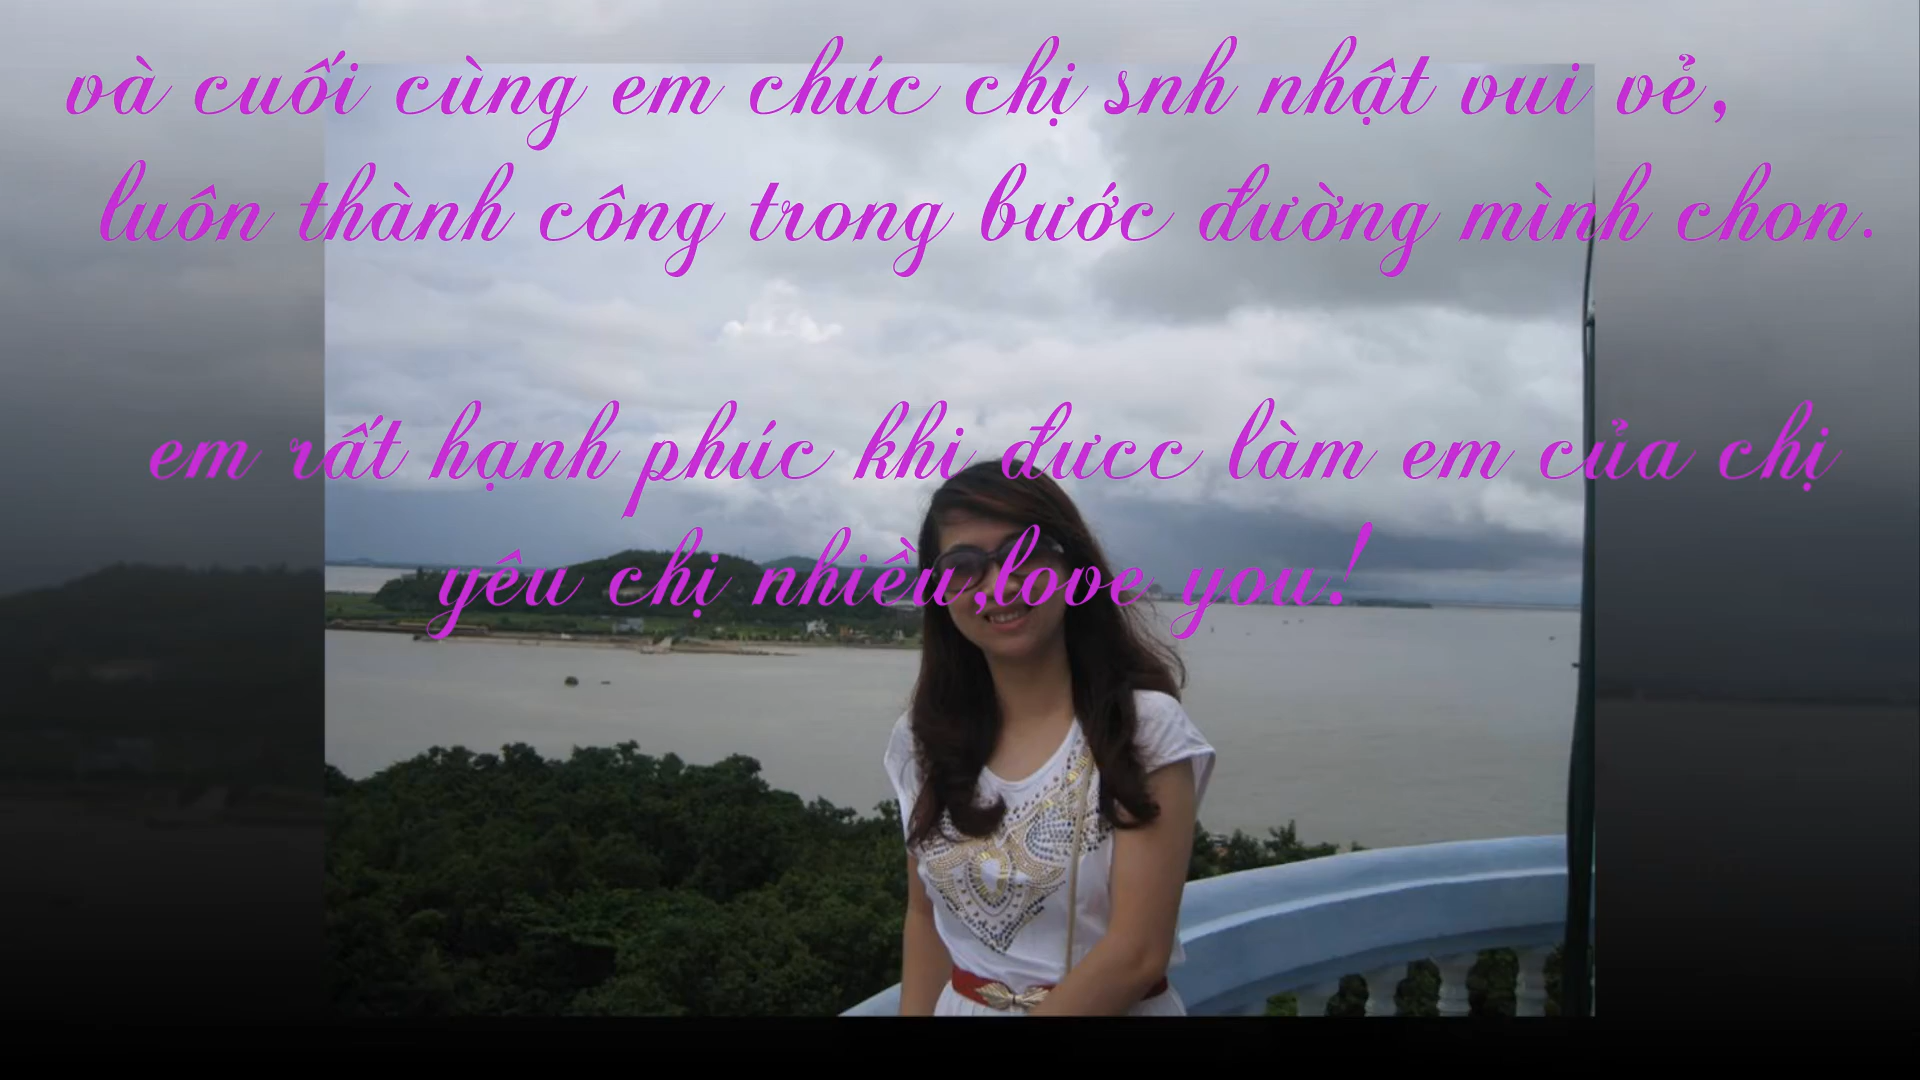 và cuối cùng em chúc chị snh nhật vui vẻ,
luôn thành công trong bước đường mình chon.
em rất hạnh phúc khi đưcc làm em của chị
yêu chị nhiều,love you!